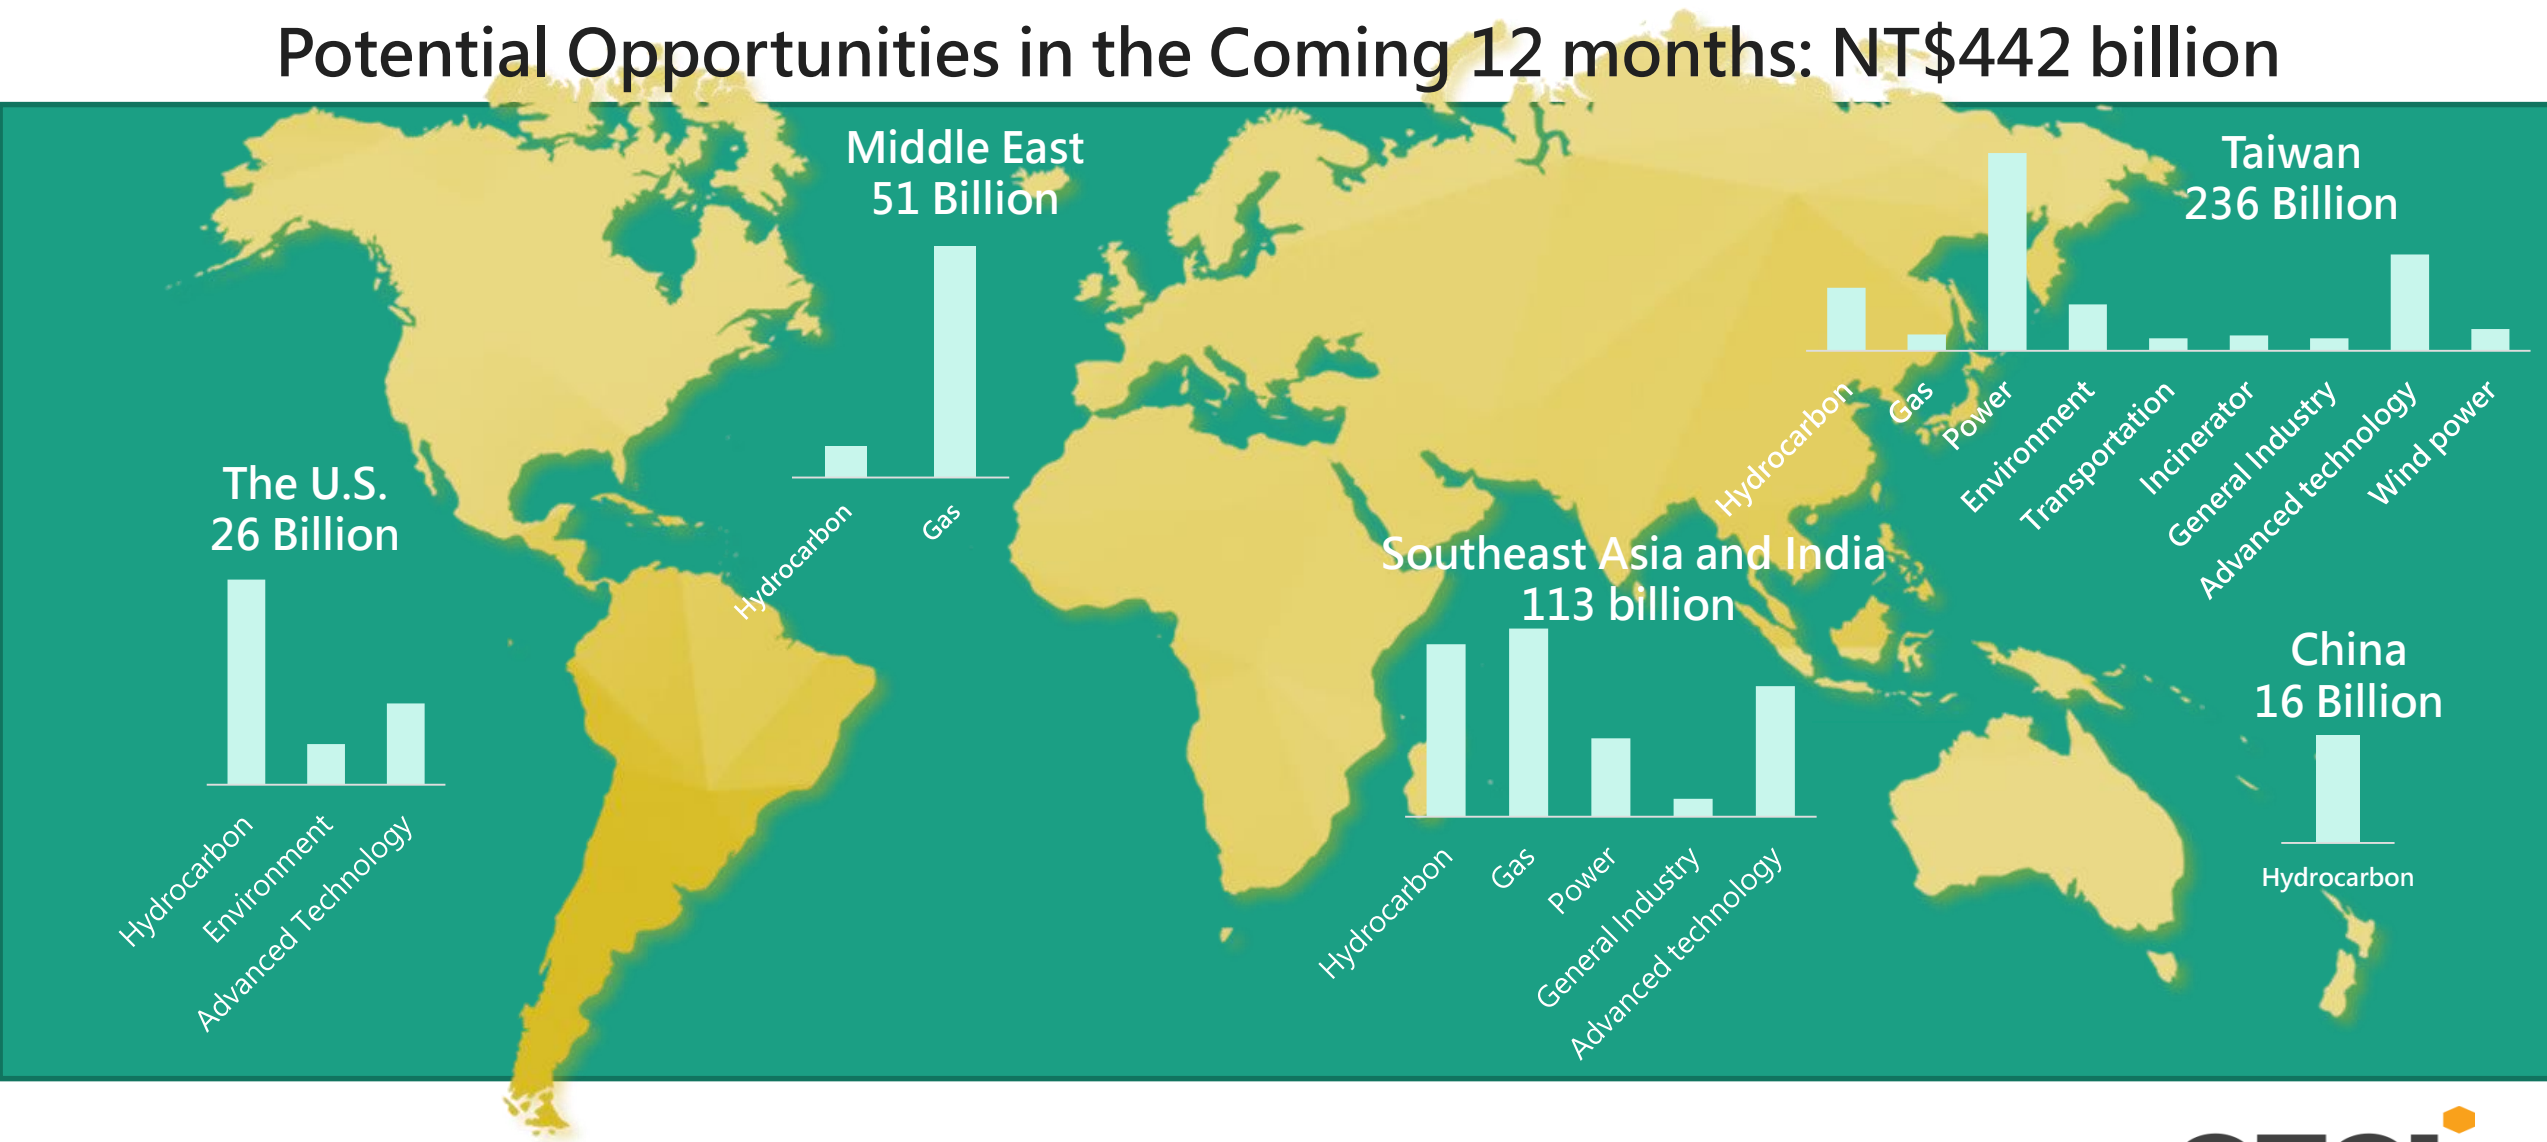 Potential Opportunities in the Coming 12 months: NT$442 billion
Middle East
51 Billion
Hydrocarbon
Gas
Taiwan
236 Billion
Hydrocarbon
Gas
Power
Environment
Transportation
Incinerator
General Industry
Advanced technology
Wind power
The U.S.
26 Billion
Hydrocarbon
Environment
Advanced Technology
Southeast Asia and India
113 billion
Hydrocarbon
Gas
Power
General Industry
Advanced technology
China
16 Billion
Hydrocarbon